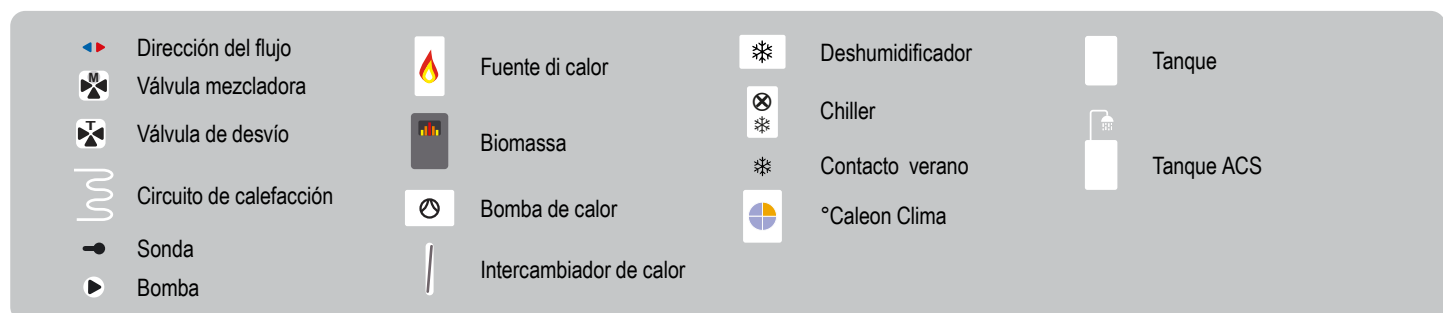 Dirección del flujo
M
Válvula mezcladora
T
Válvula de desvío
Circuito de calefacción
Sonda
Bomba
Fuente di calor
Biomassa
Bomba de calor
Intercambiador de calor
Deshumidificador
Chiller
Contacto verano
°Caleon Clima
Tanque
Tanque ACS